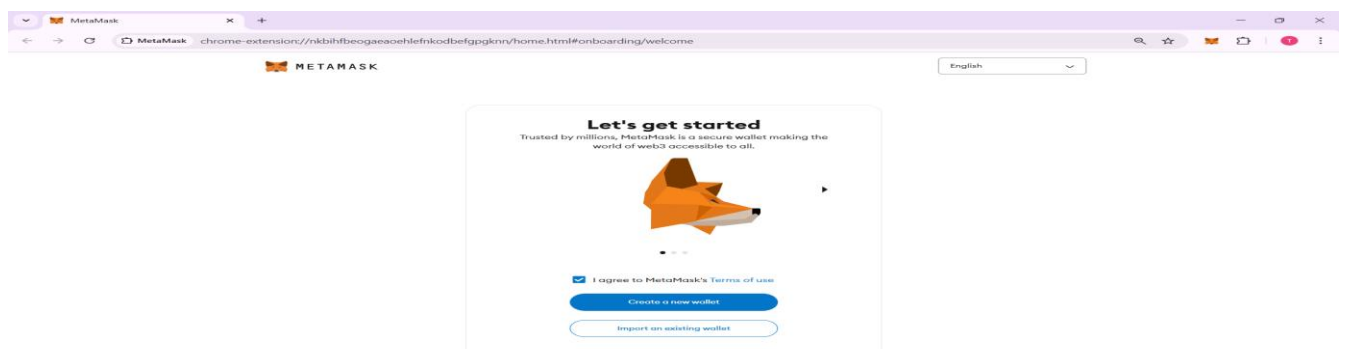 MetaMask
MetaMask chrome-extension://nkbihfbeogaeaoehlefnkodbefgpgknn/home.html#onboarding/welcome
T
METAMASK
English
Let's get started
Trusted by millions, MetaMask is a secure wallet making the
world of web3 accessible to all.
I agree to MetaMask's Terms of use
Create a new wallet
Import an existing wallet